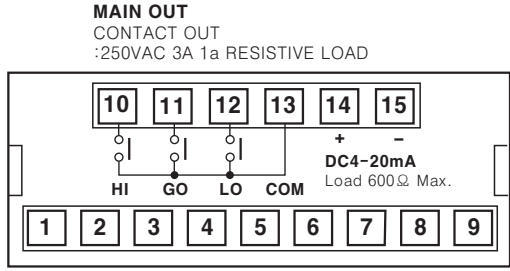 MAIN OUT
CONTACT OUT
:250VAC 3A 1a RESISTIVE LOAD
10 11 12 13 14 15
+ −
HI GO LO COM
DC4-20mA
Load 600Ω Max.
1 2 3 4 5 6 7 8 9